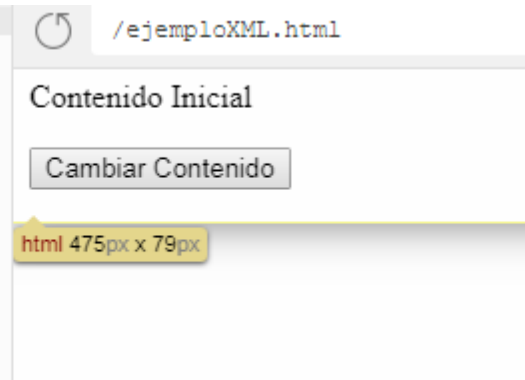 /ejemploXML.html
Contenido Inicial
Cambiar Contenido
html 475px x 79px